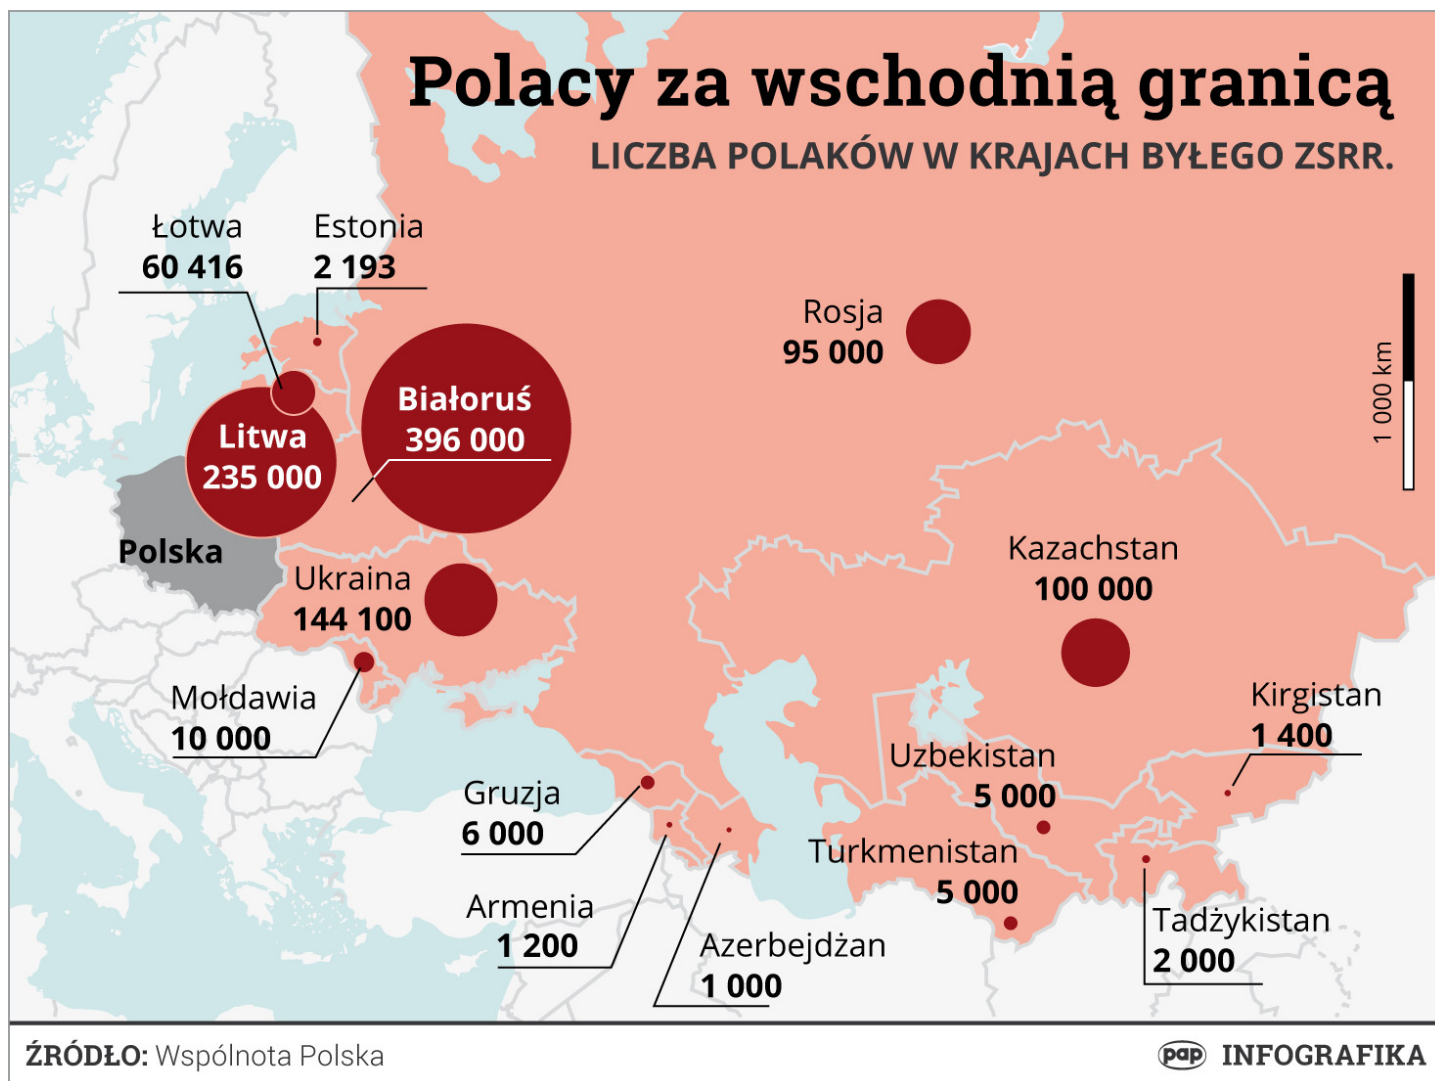 Polacy za wschodnią granicą
LICZBA POLAKÓW W KRAJACH BYŁEGO ZSRR.
Łotwa
60 416
Estonia
2 193
Rosja
95 000
1 000 km
Białoruś
396 000
Litwa
235 000
Polska
Ukraina
144 100
Kazachstan
100 000
Mołdawia
10 000
Kirgistan
1 400
Uzbekistan
5 000
Gruzja
6 000
Turkmenistan
5 000
Armenia
1 200
Azerbejdżan
1 000
Tadżykistan
2 000
ŹRÓDŁO: Wspólnota Polska
pap INFOGRAFIKA